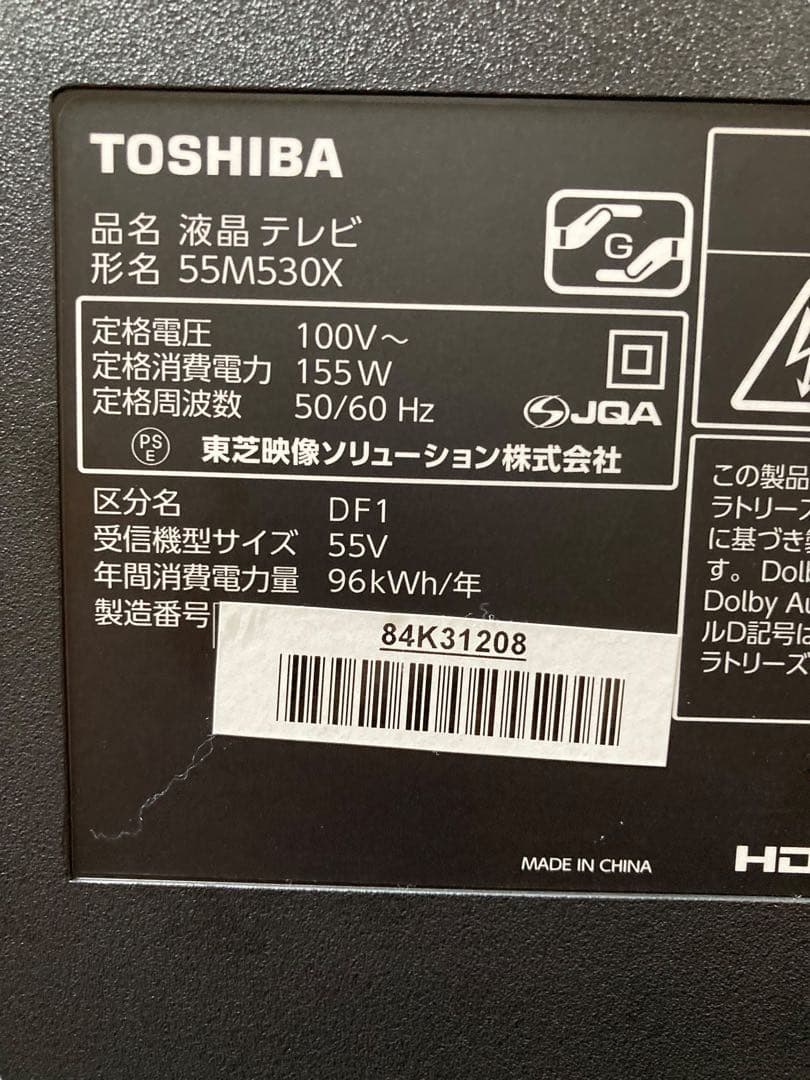 TOSHIBA
品名 液晶テレビ
形名 55M530X
G
定格電圧 100V～
定格消費電力 155W
定格周波数 50/60 Hz
JQA
PS
E
東芝映像ソリューション株式会社
区分名 DF1
受信機型サイズ 55V
年間消費電力量 96kWh/年
製造番号
84K31208
この製品
ラトリーズ
に基づき
す。Dolb
Dolby Au
ルD記号は
ラトリーズ
MADE IN CHINA
HD